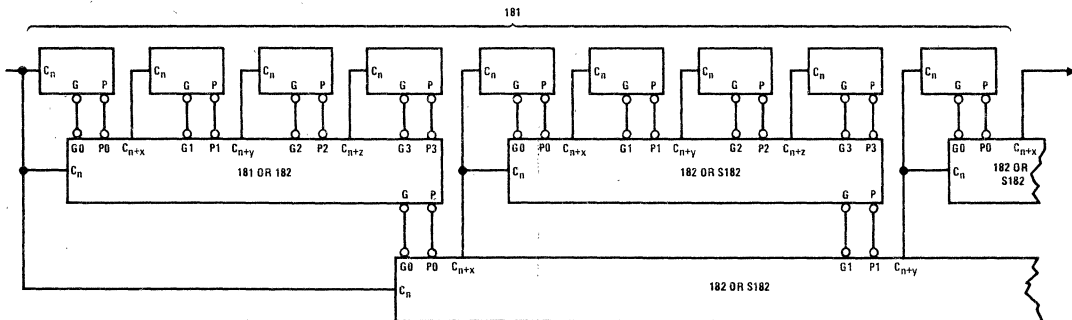 181
Cn Cn Cn Cn Cn Cn Cn Cn Cn
G P G P G P G P G P G P G P G P G P
G0 P0 Cn+x G1 P1 Cn+y G2 P2 Cn+z G3 P3 G0 P0 Cn+x G1 P1 Cn+y G2 P2 Cn+z G3 P3 G0 P0 Cn+x
Cn 181 OR 182 Cn 182 OR S182 Cn 182 OR
S182
G P G P
G0 P0 Cn+x G1 P1 Cn+y
Cn 182 OR S182